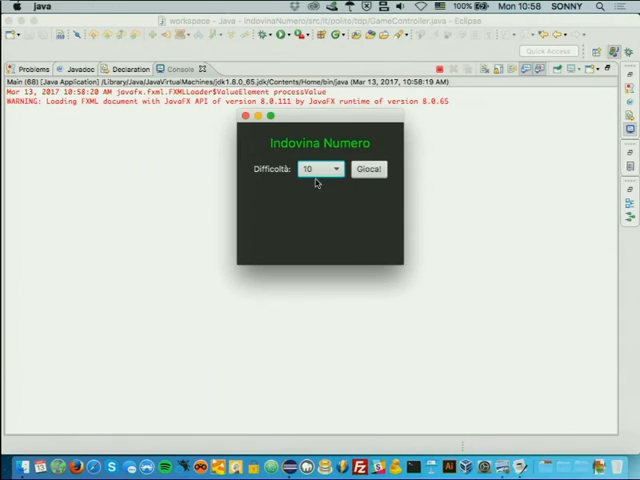 java
100%
Mon 10:58
SONNY
workspace - Java - IndovinaNumero/src/it/polito/tdp/GameController.java - Eclipse
Quick Access
Problems
Javadoc
Declaration
Console
Main (68) [Java Application] /Library/Java/JavaVirtualMachines/jdk1.8.0_65.jdk/Contents/Home/bin/java (Mar 13, 2017 10:58:19 AM)
Mar 13, 2017 10:58:20 AM javafx.fxml.FXMLLoader$ValueElement processValue
WARNING: Loading FXML document with JavaFX API of version 8.0.111 by JavaFX runtime of version 8.0.65
Indovina Numero
Difficoltà:
10
Gioca!